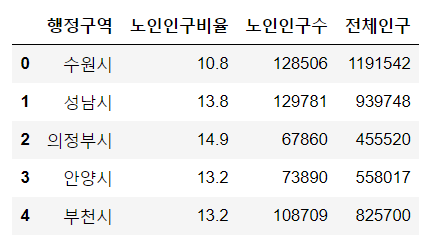 행정구역 노인인구비율 노인인구수 전체인구
0 수원시 10.8 128506 1191542
1 성남시 13.8 129781 939748
2 의정부시 14.9 67860 455520
3 안양시 13.2 73890 558017
4 부천시 13.2 108709 825700